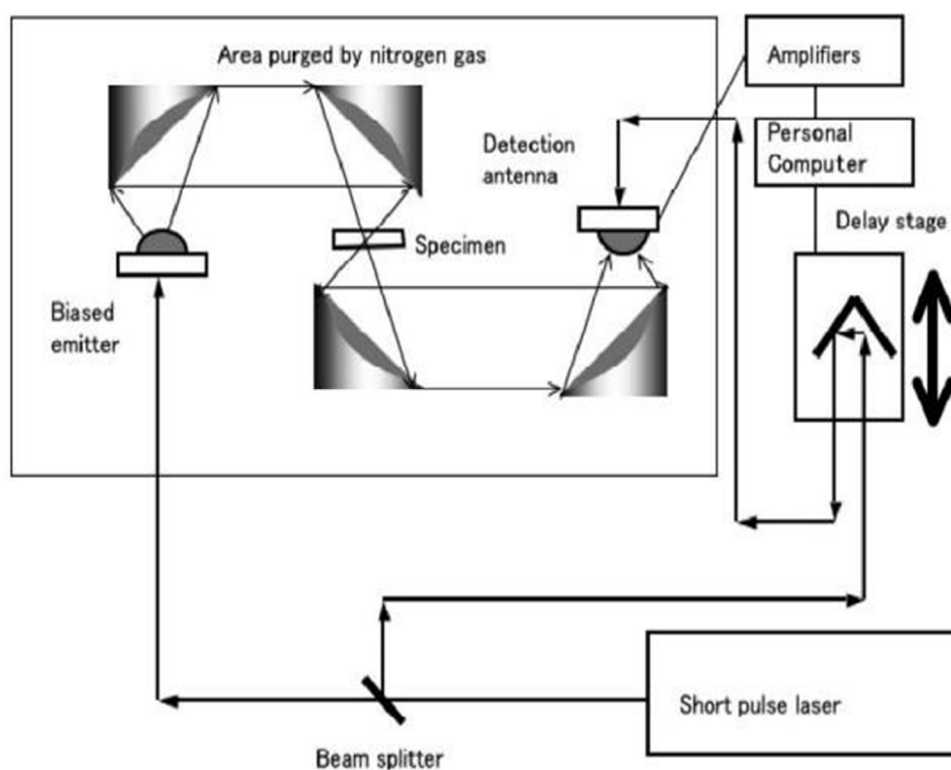 Area purged by nitrogen gas
Amplifiers
Personal
Computer
Detection
antenna
Delay stage
Specimen
Biased
emitter
Short pulse laser
Beam splitter